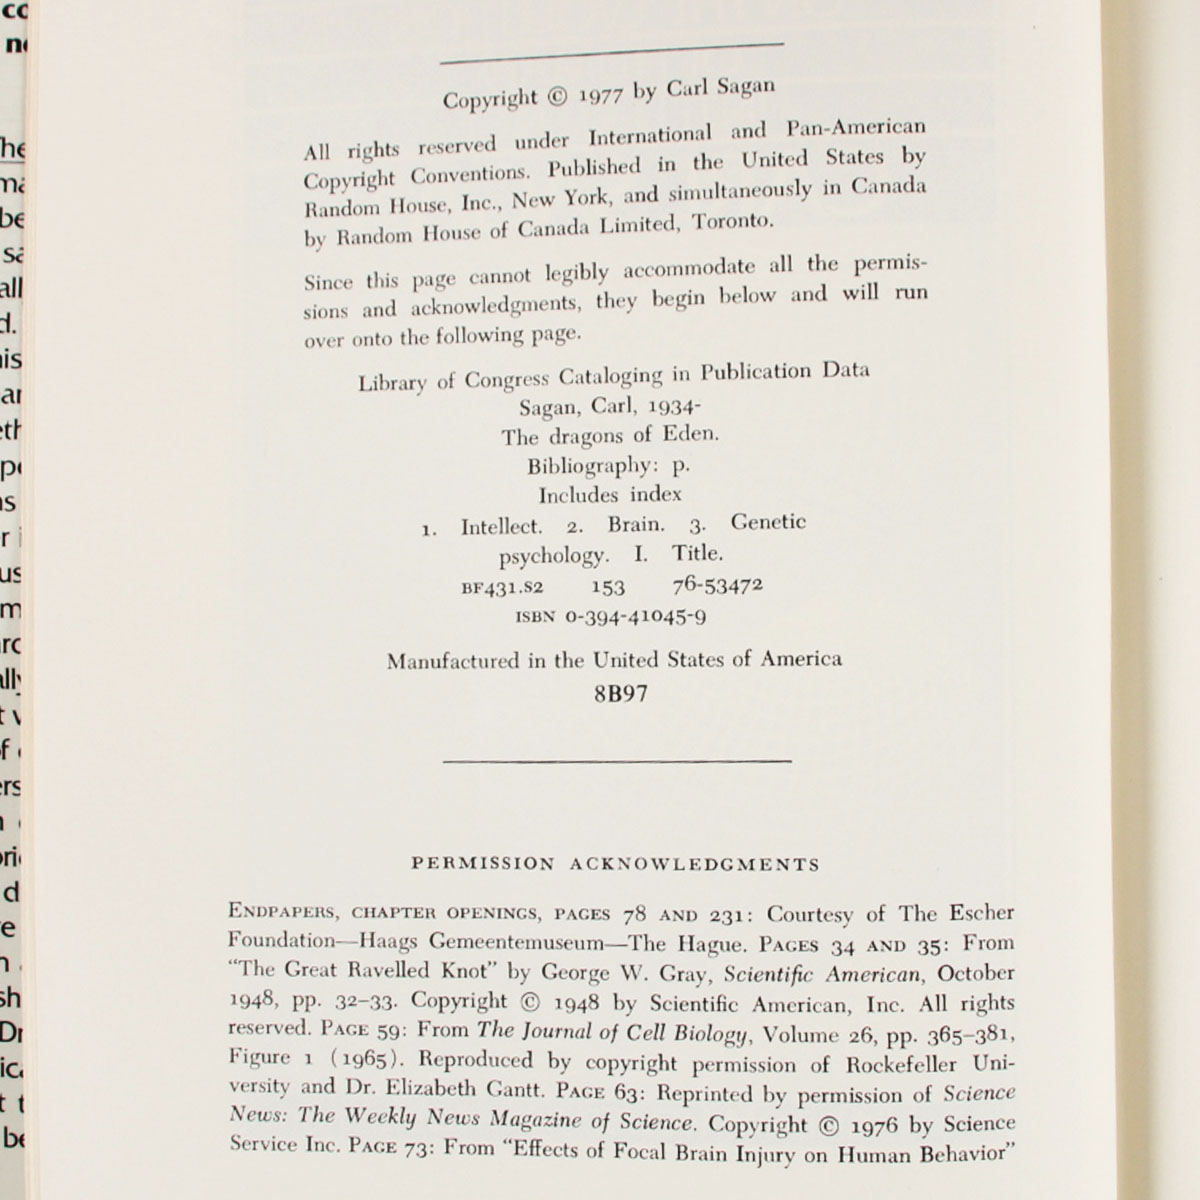 Copyright © 1977 by Carl Sagan
All rights reserved under International and Pan-American
Copyright Conventions. Published in the United States by
Random House, Inc., New York, and simultaneously in Canada
by Random House of Canada Limited, Toronto.
Since this page cannot legibly accommodate all the permis-
sions and acknowledgments, they begin below and will run
over onto the following page.
Library of Congress Cataloging in Publication Data
Sagan, Carl, 1934-
The dragons of Eden.
Bibliography: p.
Includes index
1. Intellect. 2. Brain. 3. Genetic
psychology. I. Title.
BF431.S2 153 76-53472
ISBN 0-394-41045-9
Manufactured in the United States of America
8B97
PERMISSION ACKNOWLEDGMENTS
ENDPAPERS, CHAPTER OPENINGS, PAGES 78 AND 231: Courtesy of The Escher
Foundation—Haags Gemeentemuseum—The Hague. PAGES 34 AND 35: From
"The Great Ravelled Knot" by George W. Gray, Scientific American, October
1948, pp. 32–33. Copyright © 1948 by Scientific American, Inc. All rights
reserved. PAGE 59: From The Journal of Cell Biology, Volume 26, pp. 365–381,
Figure 1 (1965). Reproduced by copyright permission of Rockefeller Uni-
versity and Dr. Elizabeth Gantt. PAGE 63: Reprinted by permission of Science
News: The Weekly News Magazine of Science. Copyright © 1976 by Science
Service Inc. PAGE 73: From "Effects of Focal Brain Injury on Human Behavior"